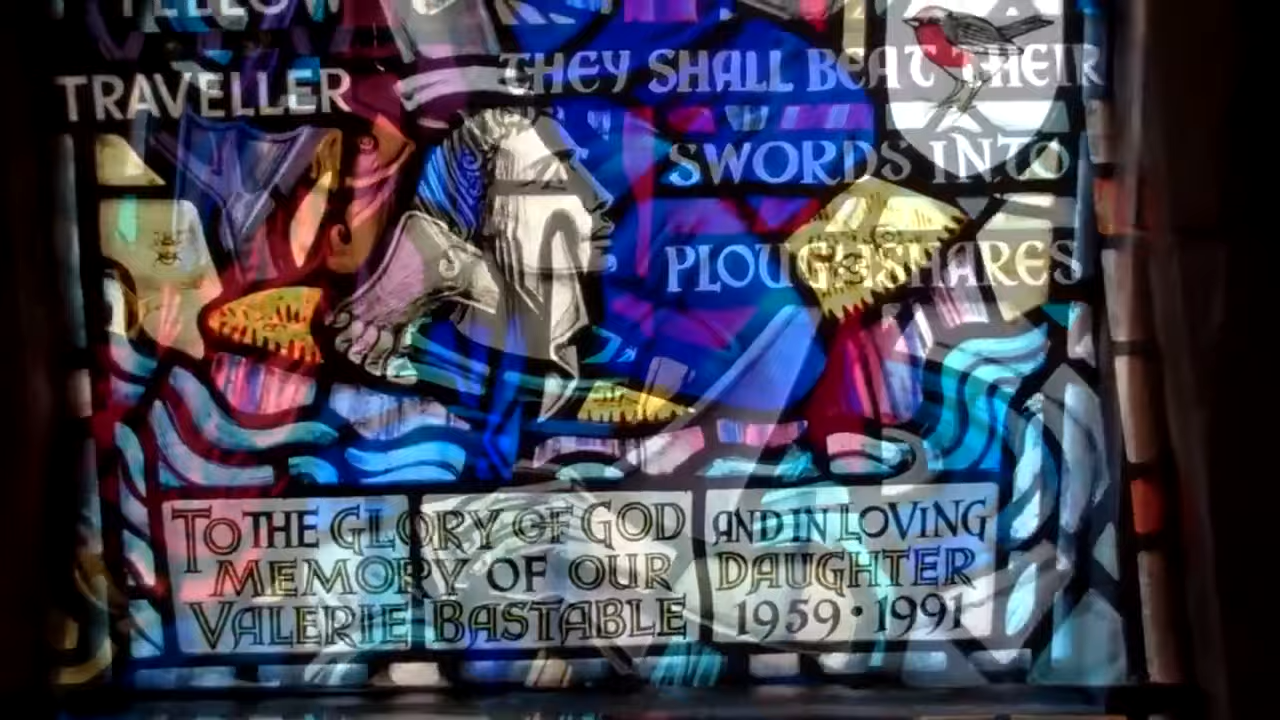 YELLOW
TRAVELLER
THEY SHALL BEAT THEIR
SWORDS INTO
PLOUGHSHARES
TO THE GLORY OF GOD AND IN LOVING
MEMORY OF OUR DAUGHTER
VALERIE BASTABLE 1959·1991